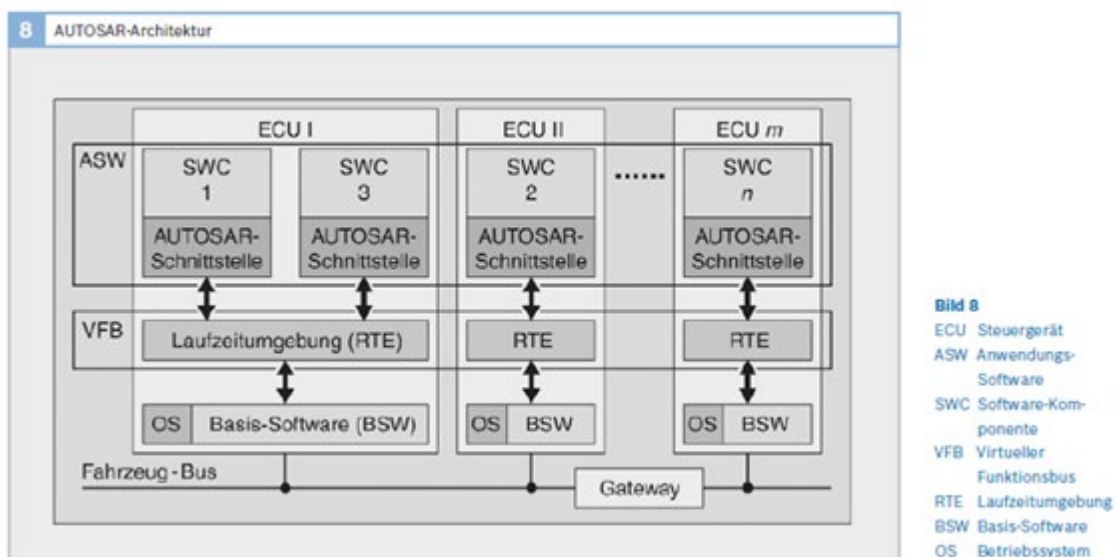 8 AUTOSAR-Architektur
ECU I
ECU II
ECU m
ASW
SWC
1
SWC
3
SWC
2
......
SWC
n
AUTOSAR-
Schnittstelle
AUTOSAR-
Schnittstelle
AUTOSAR-
Schnittstelle
AUTOSAR-
Schnittstelle
VFB
Laufzeitumgebung (RTE)
RTE
RTE
OS
Basis-Software (BSW)
OS
BSW
OS
BSW
Fahrzeug-Bus
Gateway
Bild 8
ECU Steuergerät
ASW Anwendungs-
Software
SWC Software-Kom-
ponente
VFB Virtueller
Funktionsbus
RTE Laufzeitumgebung
BSW Basis-Software
OS Betriebssystem